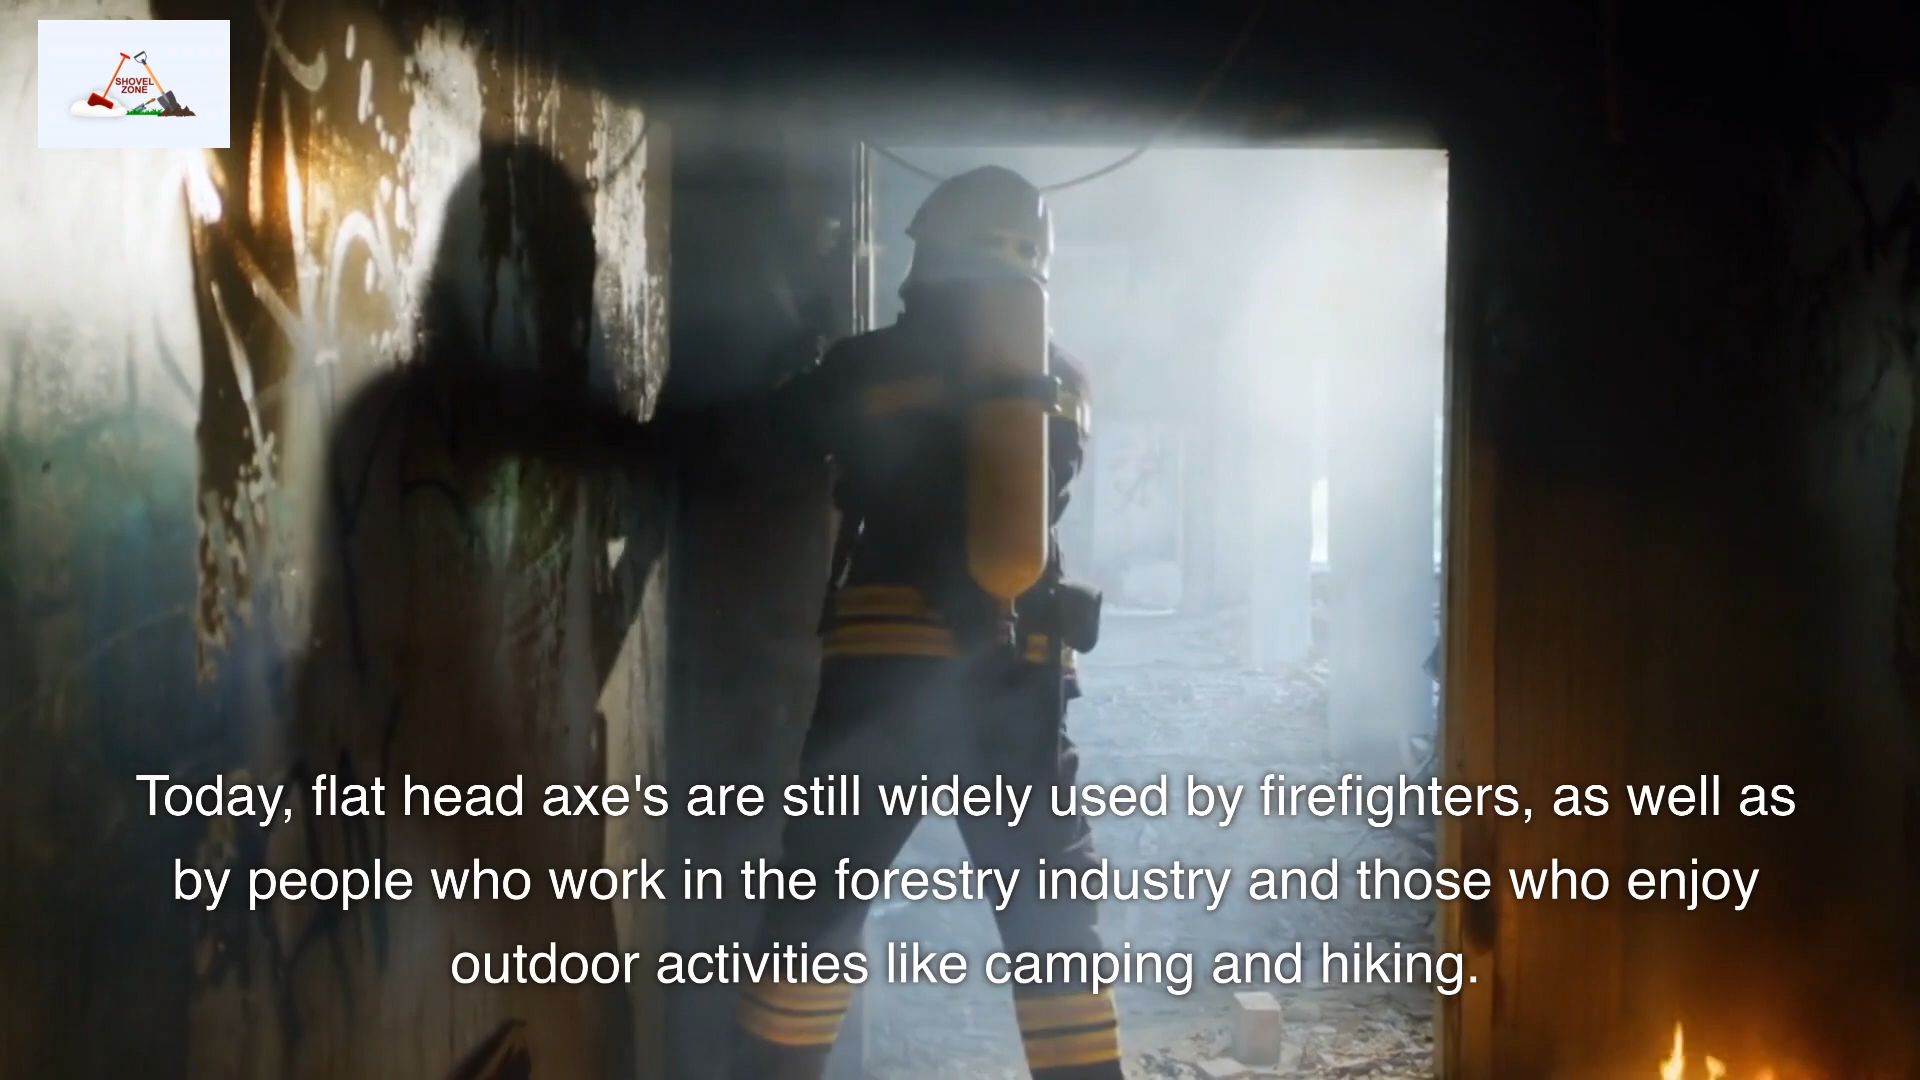 SHOVEL
ZONE
Today, flat head axe's are still widely used by firefighters, as well as
by people who work in the forestry industry and those who enjoy
outdoor activities like camping and hiking.